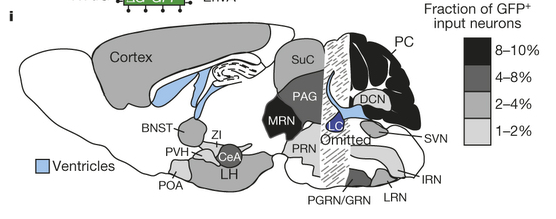 i
Fraction of GFP+
input neurons
8–10%
4–8%
2–4%
1–2%
Cortex
SuC
PC
PAG
DCN
MRN
LC
Omitted
SVN
BNST
ZI
PVH
CeA
PRN
Ventricles
POA
LH
IRN
PGRN/GRN
LRN